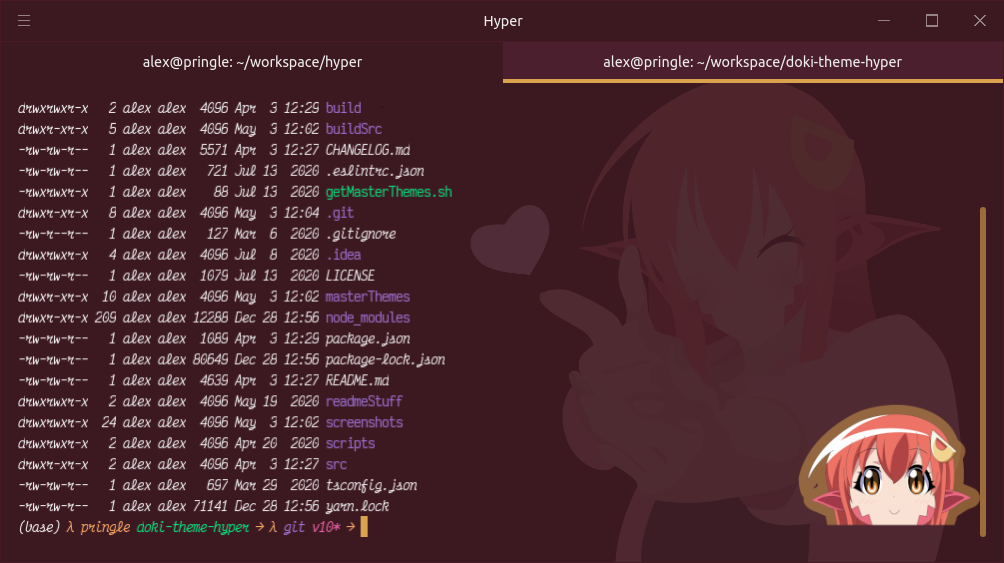 Hyper
alex@pringle: ~/workspace/hyper
alex@pringle: ~/workspace/doki-theme-hyper
drwxrwxr-x 2 alex alex 4096 Apr 3 12:29 build
drwxr-xr-x 5 alex alex 4096 May 3 12:02 buildSrc
-rw-rw-r-- 1 alex alex 5571 Apr 3 12:27 CHANGELOG.md
-rw-rw-r-- 1 alex alex 721 Jul 13 2020 .eslintrc.json
-rwxrwxr-x 1 alex alex 88 Jul 13 2020 getMasterThemes.sh
drwxr-xr-x 8 alex alex 4096 May 3 12:04 .git
-rw-r--r-- 1 alex alex 127 Mar 6 2020 .gitignore
drwxr-xr-x 4 alex alex 4096 Jul 8 2020 .idea
-rw-rw-r-- 1 alex alex 1079 Jul 13 2020 LICENSE
drwxr-xr-x 10 alex alex 4096 May 3 12:02 masterThemes
drwxr-xr-x 209 alex alex 12288 Dec 28 12:56 node_modules
-rw-rw-r-- 1 alex alex 1089 Apr 3 12:29 package.json
-rw-rw-r-- 1 alex alex 80649 Dec 28 12:56 package-lock.json
-rw-rw-r-- 1 alex alex 4639 Apr 3 12:27 README.md
drwxrwxr-x 2 alex alex 4096 May 19 2020 readmeStuff
drwxrwxr-x 24 alex alex 4096 May 3 12:02 screenshots
drwxrwxr-x 2 alex alex 4096 Apr 20 2020 scripts
drwxr-xr-x 2 alex alex 4096 Apr 3 12:27 src
-rw-rw-r-- 1 alex alex 697 Mar 29 2020 tsconfig.json
-rw-rw-r-- 1 alex alex 71141 Dec 28 12:56 yarn.lock
(base) λ pringle doki-theme-hyper → λ git v10* →